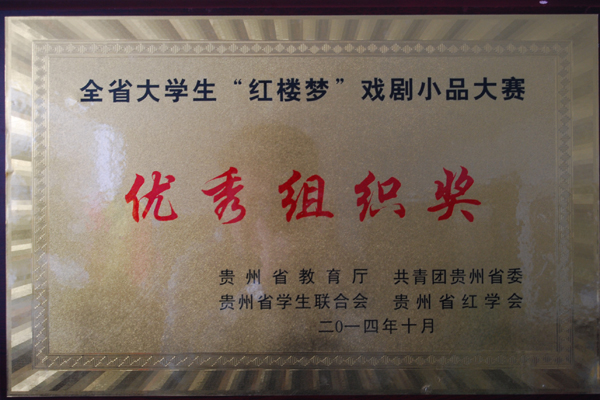 全省大学生“红楼梦”戏剧小品大赛
优秀组织奖
贵州省教育厅 共青团贵州省委
贵州省学生联合会 贵州省红学会
二0一四年十月